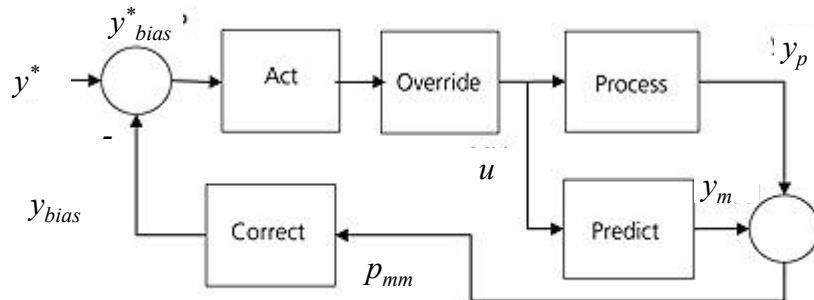 y*bias
y*
Act
Override
Process
yp
-
u
ybias
Correct
pmm
Predict
ym